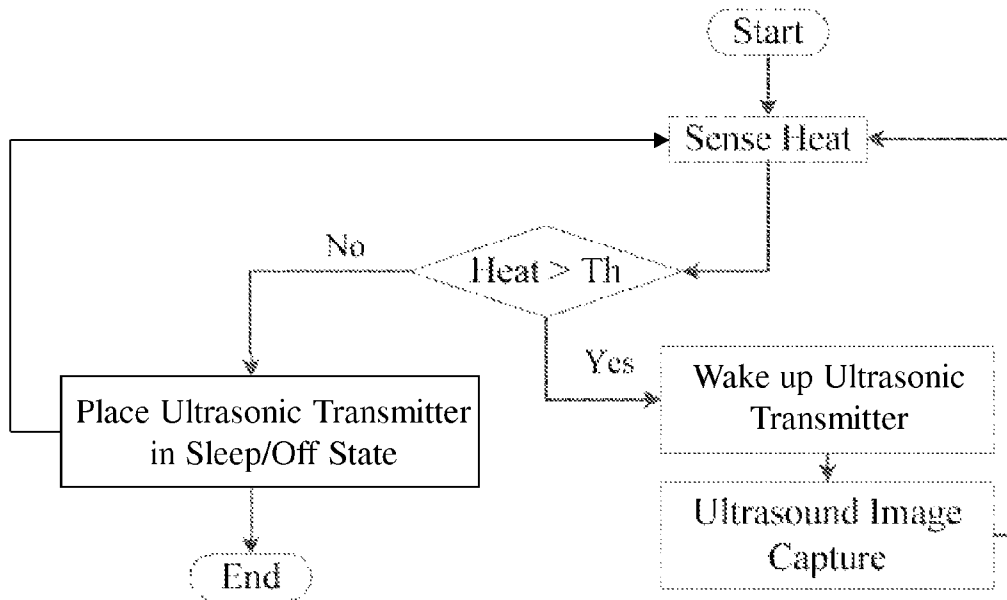 Start
Sense Heat
No
Heat > Th
Yes
Wake up Ultrasonic
Transmitter
Place Ultrasonic Transmitter
in Sleep/Off State
Ultrasound Image
Capture
End